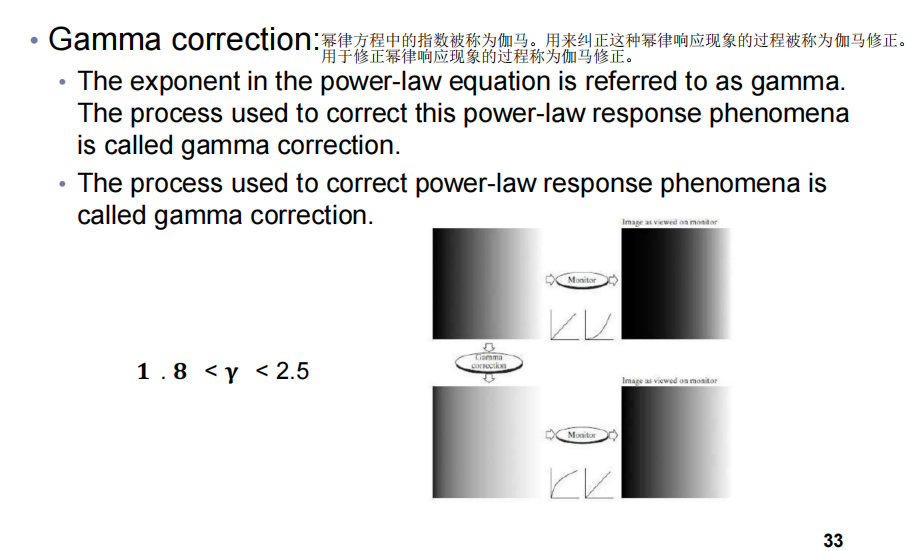 • Gamma correction:幂律方程中的指数被称为伽马。用来纠正这种幂律响应现象的过程被称为伽马修正。
用于修正幂律响应现象的过程称为伽马修正。
• The exponent in the power-law equation is referred to as gamma.
The process used to correct this power-law response phenomena
is called gamma correction.
• The process used to correct power-law response phenomena is
called gamma correction.
Image as viewed on monitor
Monitor
Gamma
correction
1 . 8 < γ < 2.5
Image as viewed on monitor
Monitor
33